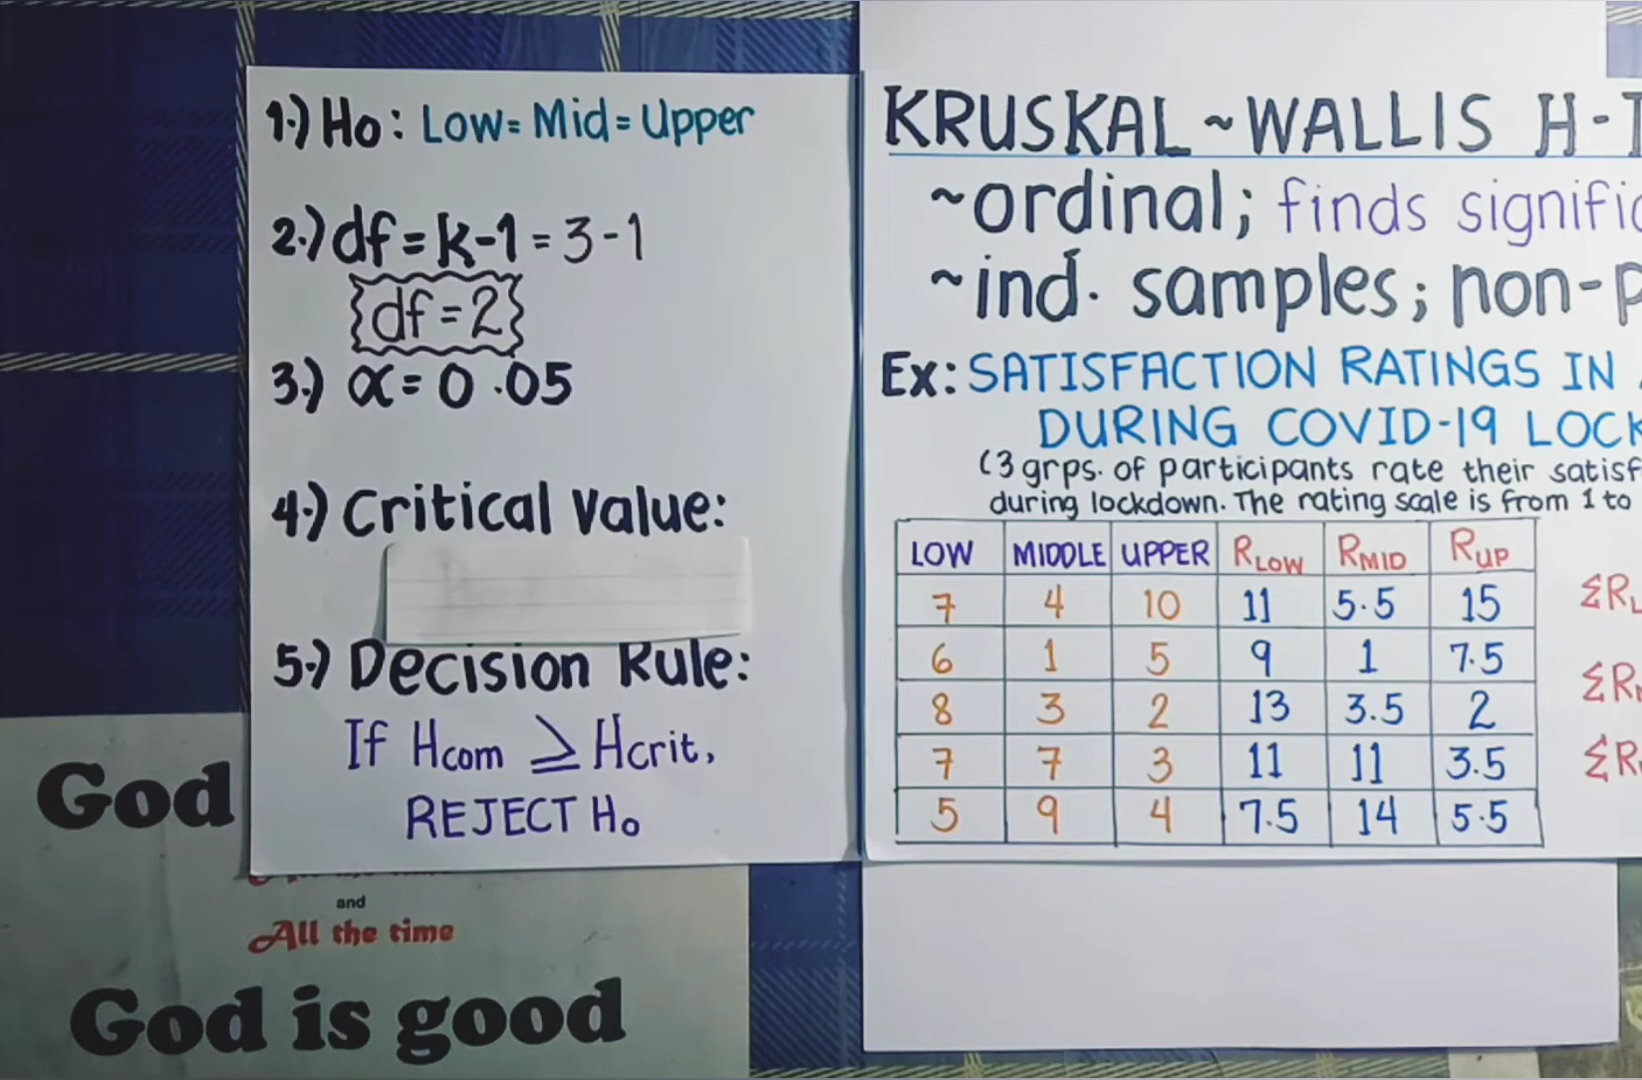 1.) Ho: Low = Mid = Upper
2.) df = k-1 = 3-1
df = 2
3.) α = 0.05
4.) Critical Value:
5.) Decision Rule:
If Hcom ≥ Hcrit,
REJECT Ho
KRUSKAL~WALLIS H-
~ordinal; finds
~ind. samples; non-
Ex: SATISFACTION RATINGS IN
DURING COVID-19
(3 grps. of participants rate their
during lockdown. The rating scale is from 1 to
LOW MIDDLE UPPER RLOW RMID RUP
7 4 10 11 5.5 15
6 1 5 9 1 7.5
8 3 2 13 3.5 2
7 7 3 11 11 3.5
5 9 4 7.5 14 5.5
ΣR
ΣR
ΣR
God
and
All the time
God is good